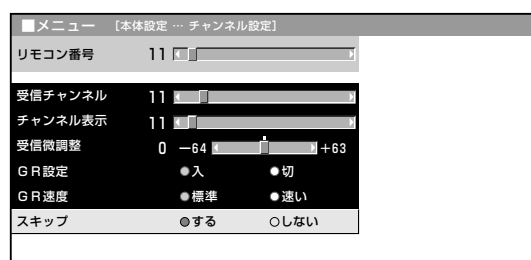 ■メニュー [本体設定 … チャンネル設定]
リモコン番号 11
受信チャンネル 11
チャンネル表示 11
受信微調整 0 −64 +63
GR設定 ●入 ●切
GR速度 ●標準 ●速い
スキップ ◎する ○しない